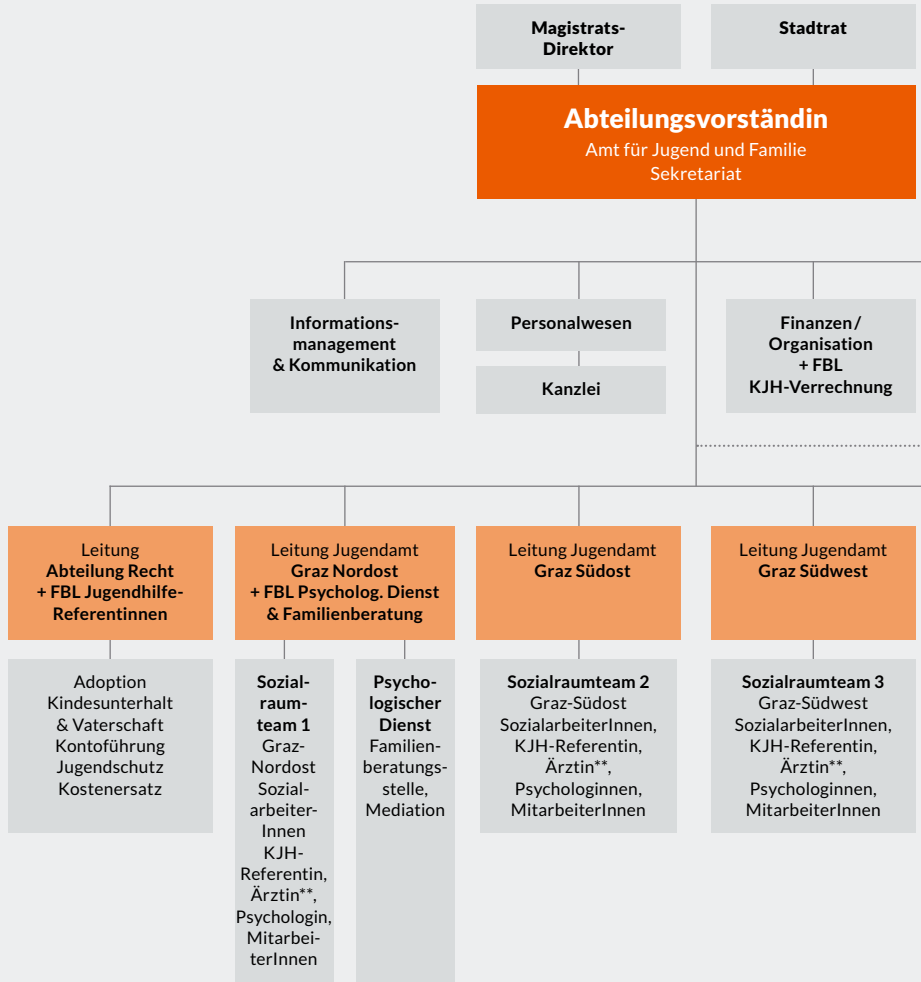 Magistrats-
Direktor
Stadtrat
Abteilungsvorständin
Amt für Jugend und Familie
Sekretariat
Informations-
management
& Kommunikation
Personalwesen
Kanzlei
Finanzen /
Organisation
+ FBL
KJH-Verrechnung
Leitung
Abteilung Recht
+ FBL Jugendhilfe-
Referentinnen
Leitung Jugendamt
Graz Nordost
+ FBL Psycholog. Dienst
& Familienberatung
Leitung Jugendamt
Graz Südost
Leitung Jugendamt
Graz Südwest
Adoption
Kindesunterhalt
& Vaterschaft
Kontoführung
Jugendschutz
Kostenersatz
Sozial-
raum-
team 1
Graz-
Nordost
Sozial-
arbeiter-
Innen
KJH-
Referentin,
Ärztin**,
Psychologin,
Mitarbei-
terInnen
Psycho-
logischer
Dienst
Familien-
beratungs-
stelle,
Mediation
Sozialraumteam 2
Graz-Südost
SozialarbeiterInnen,
KJH-Referentin,
Ärztin**,
Psychologinnen,
MitarbeiterInnen
Sozialraumteam 3
Graz-Südwest
SozialarbeiterInnen,
KJH-Referentin,
Ärztin**,
Psychologinnen,
MitarbeiterInnen